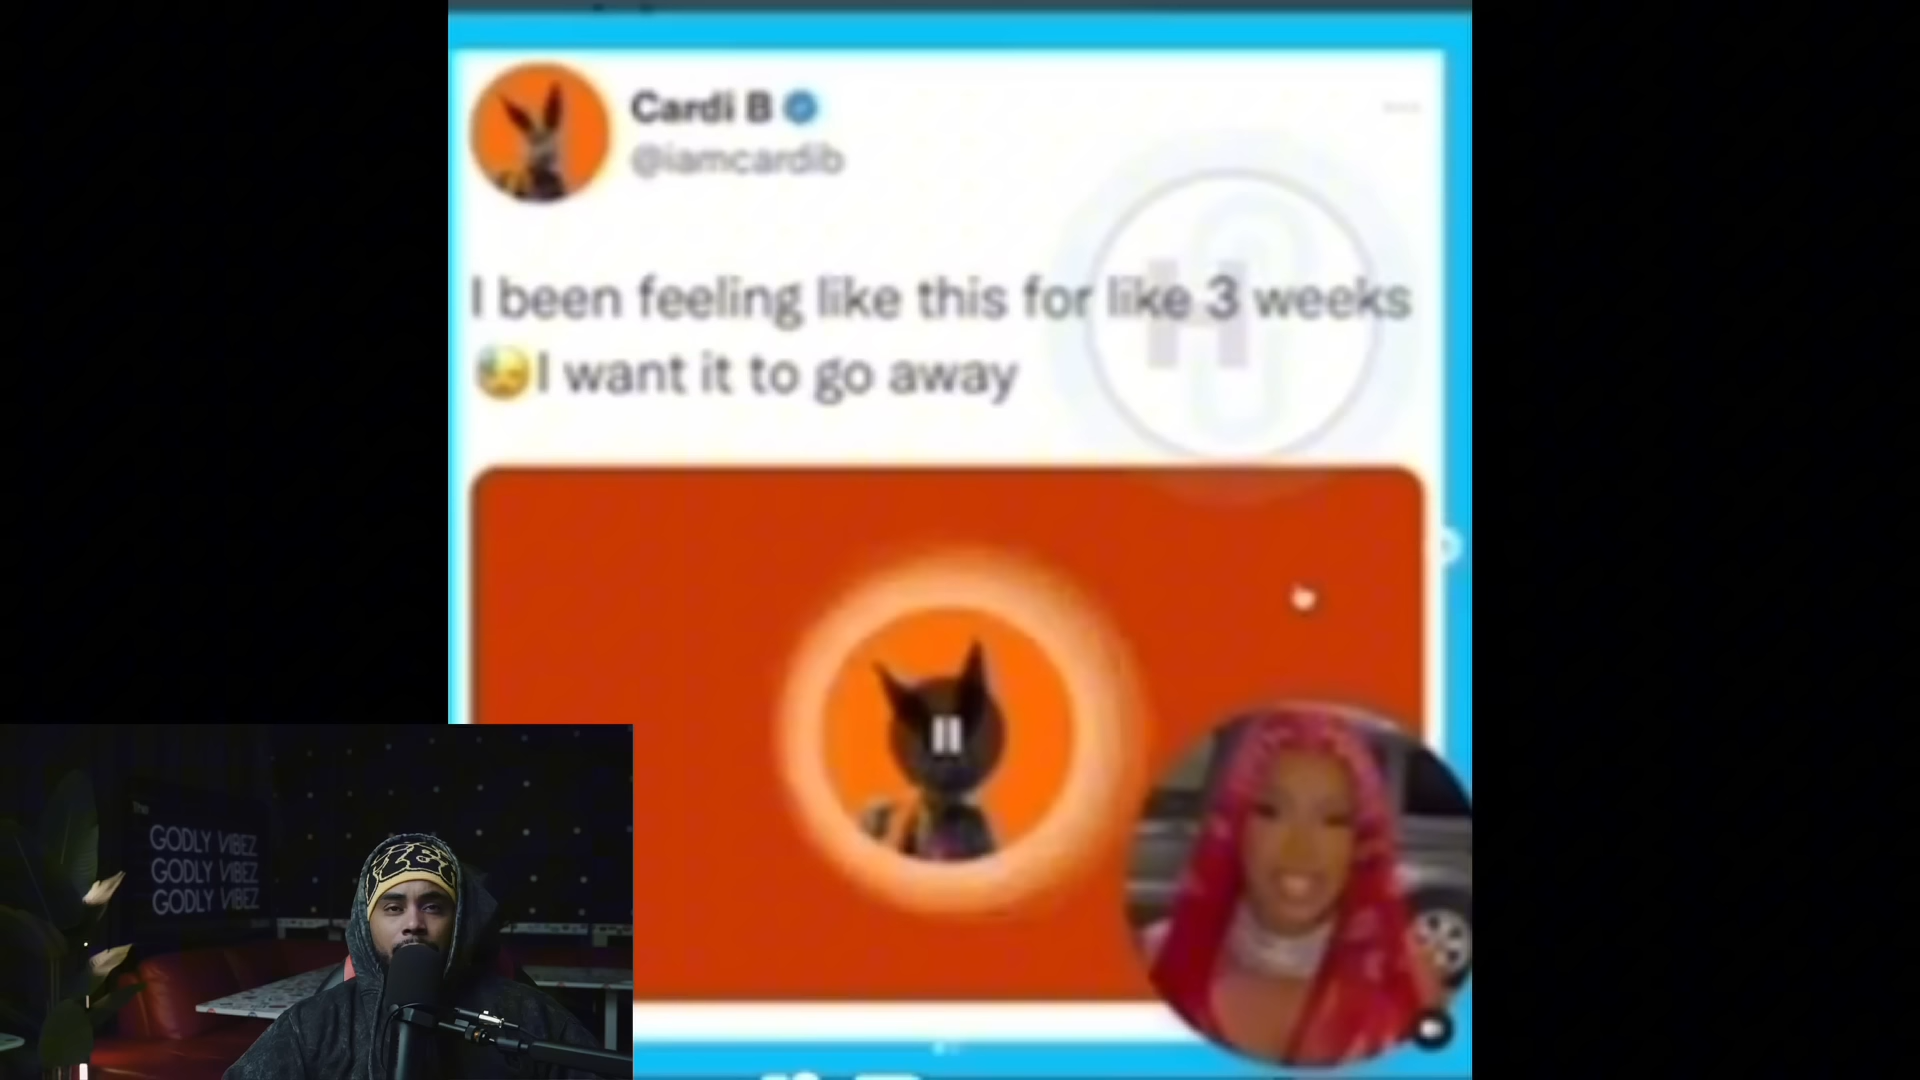 Cardi B
@iamcardib
I been feeling like this for like 3 weeks
😓I want it to go away
H
The
GODLY VIBEZ
GODLY VIBEZ
GODLY VIBEZ